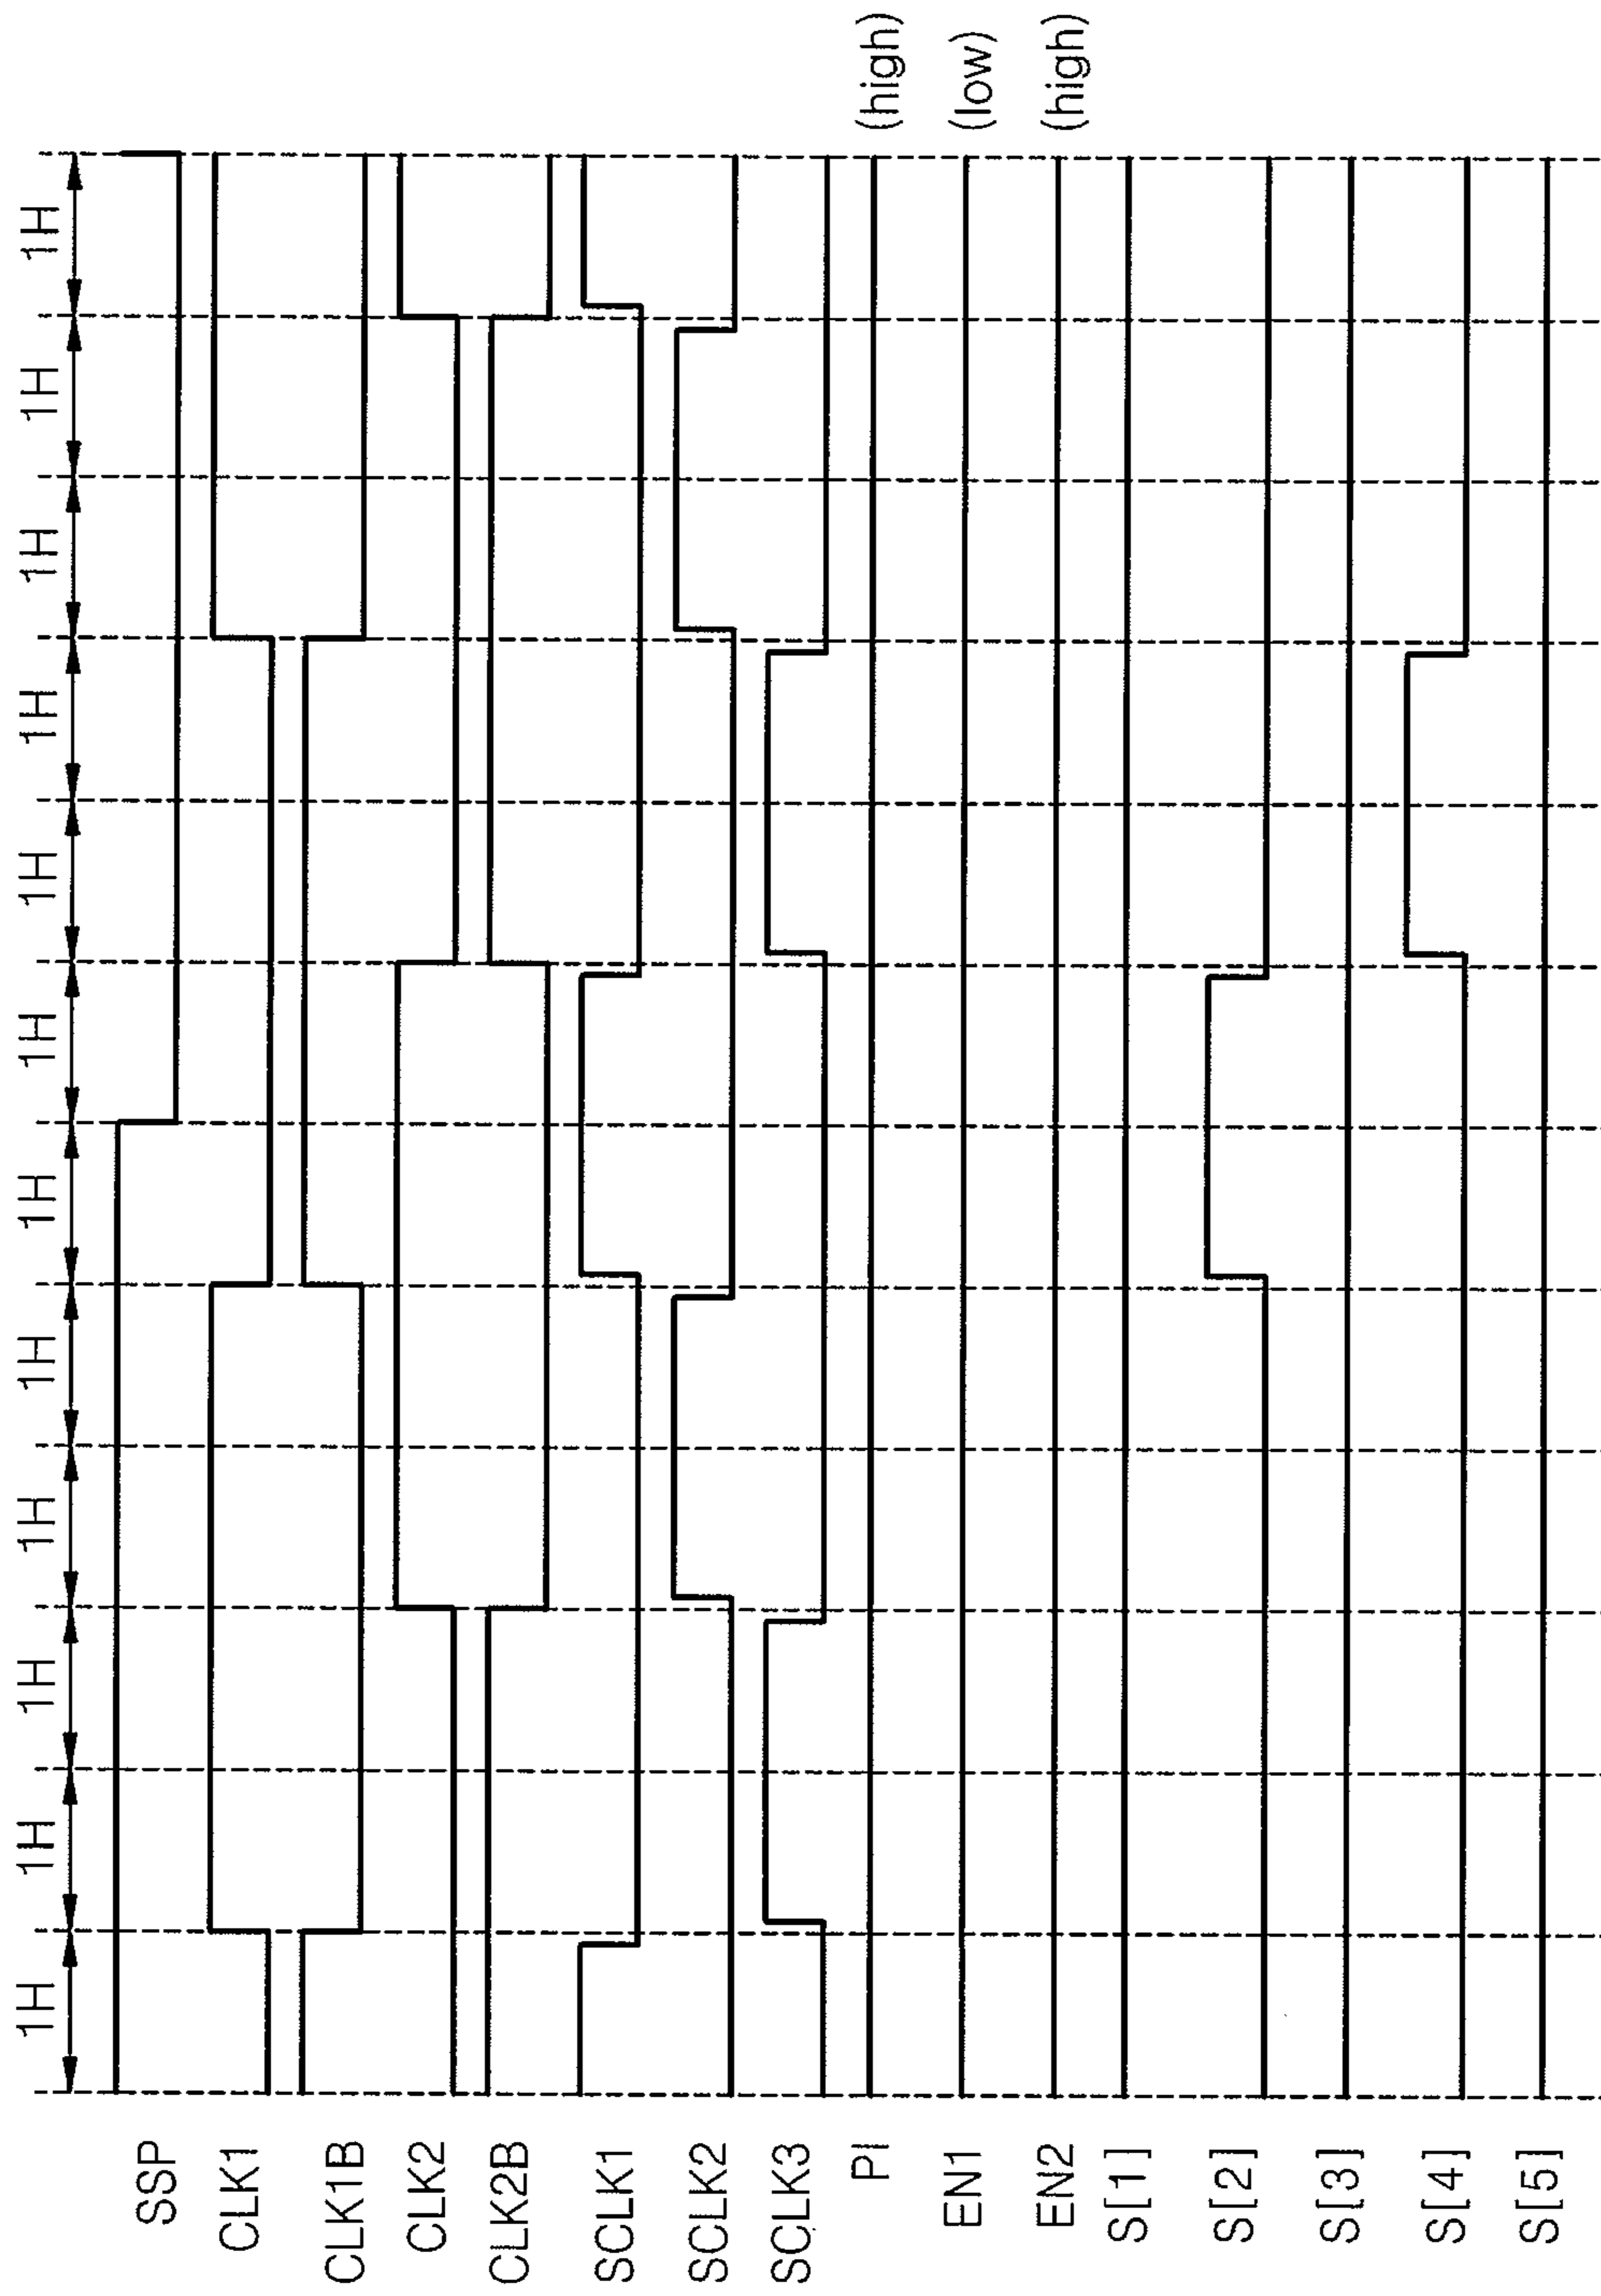 1H 1H 1H 1H 1H 1H 1H 1H 1H 1H 1H 1H
SSP
CLK1
CLK1B
CLK2
CLK2B
SCLK1
SCLK2
SCLK3
PI (high)
EN1 (low)
EN2 (high)
S[1]
S[2]
S[3]
S[4]
S[5]